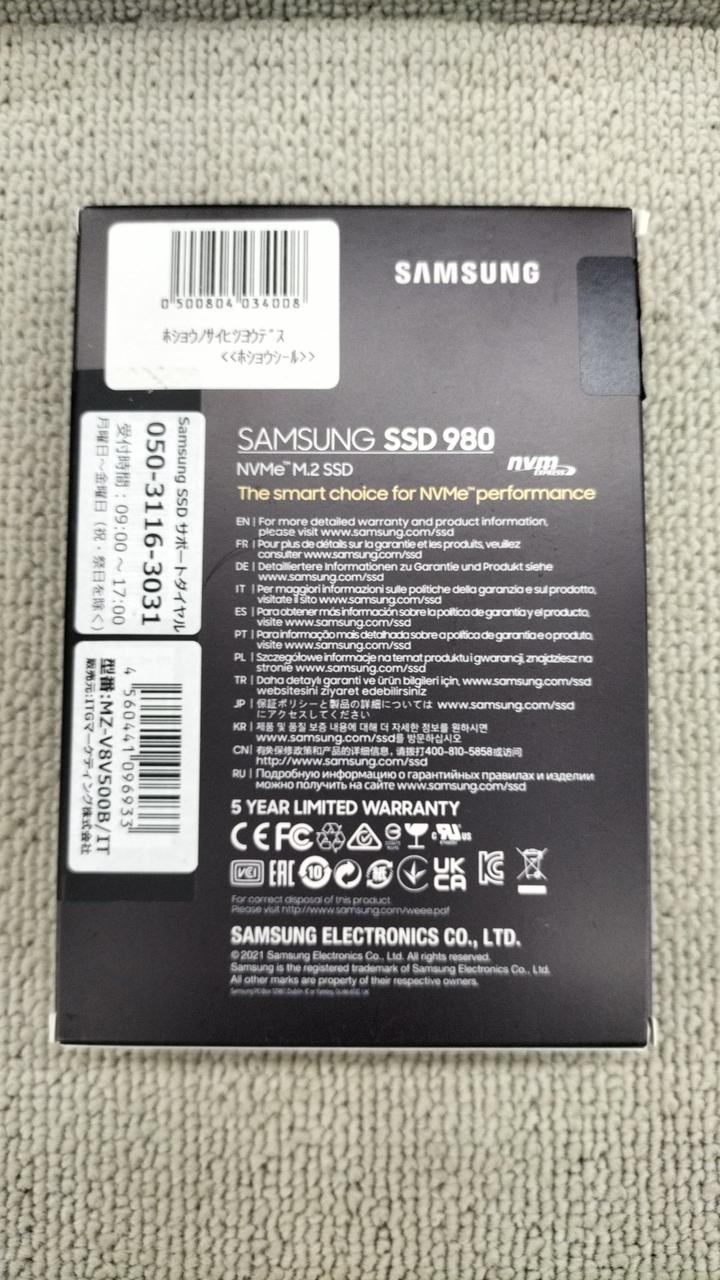 0 500804 034008
ホショウノサイヒツヨウデス
<<ホショウシール>>
SAMSUNG
Samsung SSD サポートダイヤル
050-3116-3031
受付時間：09:00 ～ 17:00
月曜日～金曜日（祝・祭日を除く）
4 560441 096933
型番:MZ-V8V500B/IT
販売元:ITGマーケティング株式会社
SAMSUNG SSD 980
NVMe™ M.2 SSD
nvm
EXPRESS
The smart choice for NVMe™ performance
EN | For more detailed warranty and product information,
please visit www.samsung.com/ssd
FR | Pour plus de détails sur la garantie et les produits, veuillez
consulter www.samsung.com/ssd
DE | Detailliertere Informationen zu Garantie und Produkt siehe
www.samsung.com/ssd
IT | Per maggiori informazioni sulle politiche della garanzia e sul prodotto,
visitate il sito www.samsung.com/ssd
ES | Para obtener más información sobre la política de garantía y el producto,
visite www.samsung.com/ssd
PT | Para informação mais detalhada sobre a política de garantia e o produto,
visite www.samsung.com/ssd
PL | Szczegółowe informacje na temat produktu i gwarancji, znajdziesz na
stronie www.samsung.com/ssd
TR | Daha detaylı garanti ve ürün bilgileri için, www.samsung.com/ssd
websitesini ziyaret edebilirsiniz
JP | 保証ポリシーと製品の詳細については www.samsung.com/ssd
にアクセスしてください
KR | 제품 및 품질 보증 내용에 대해 더 자세한 정보를 원하시면
www.samsung.com/ssd를 방문하십시오
CN | 有关保修政策和产品的详细信息，请拨打400-810-5858或访问
http://www.samsung.com/ssd
RU | Подробную информацию о гарантийных правилах и изделии
можно получить на сайте www.samsung.com/ssd
5 YEAR LIMITED WARRANTY
CE FC c UL us
VCI EAC 10 UK CA
For correct disposal of this product
Please visit http://www.samsung.com/weee.pdf
SAMSUNG ELECTRONICS CO., LTD.
© 2021 Samsung Electronics Co., Ltd. All rights reserved.
Samsung is the registered trademark of Samsung Electronics Co., Ltd.
All other marks are property of their respective owners.